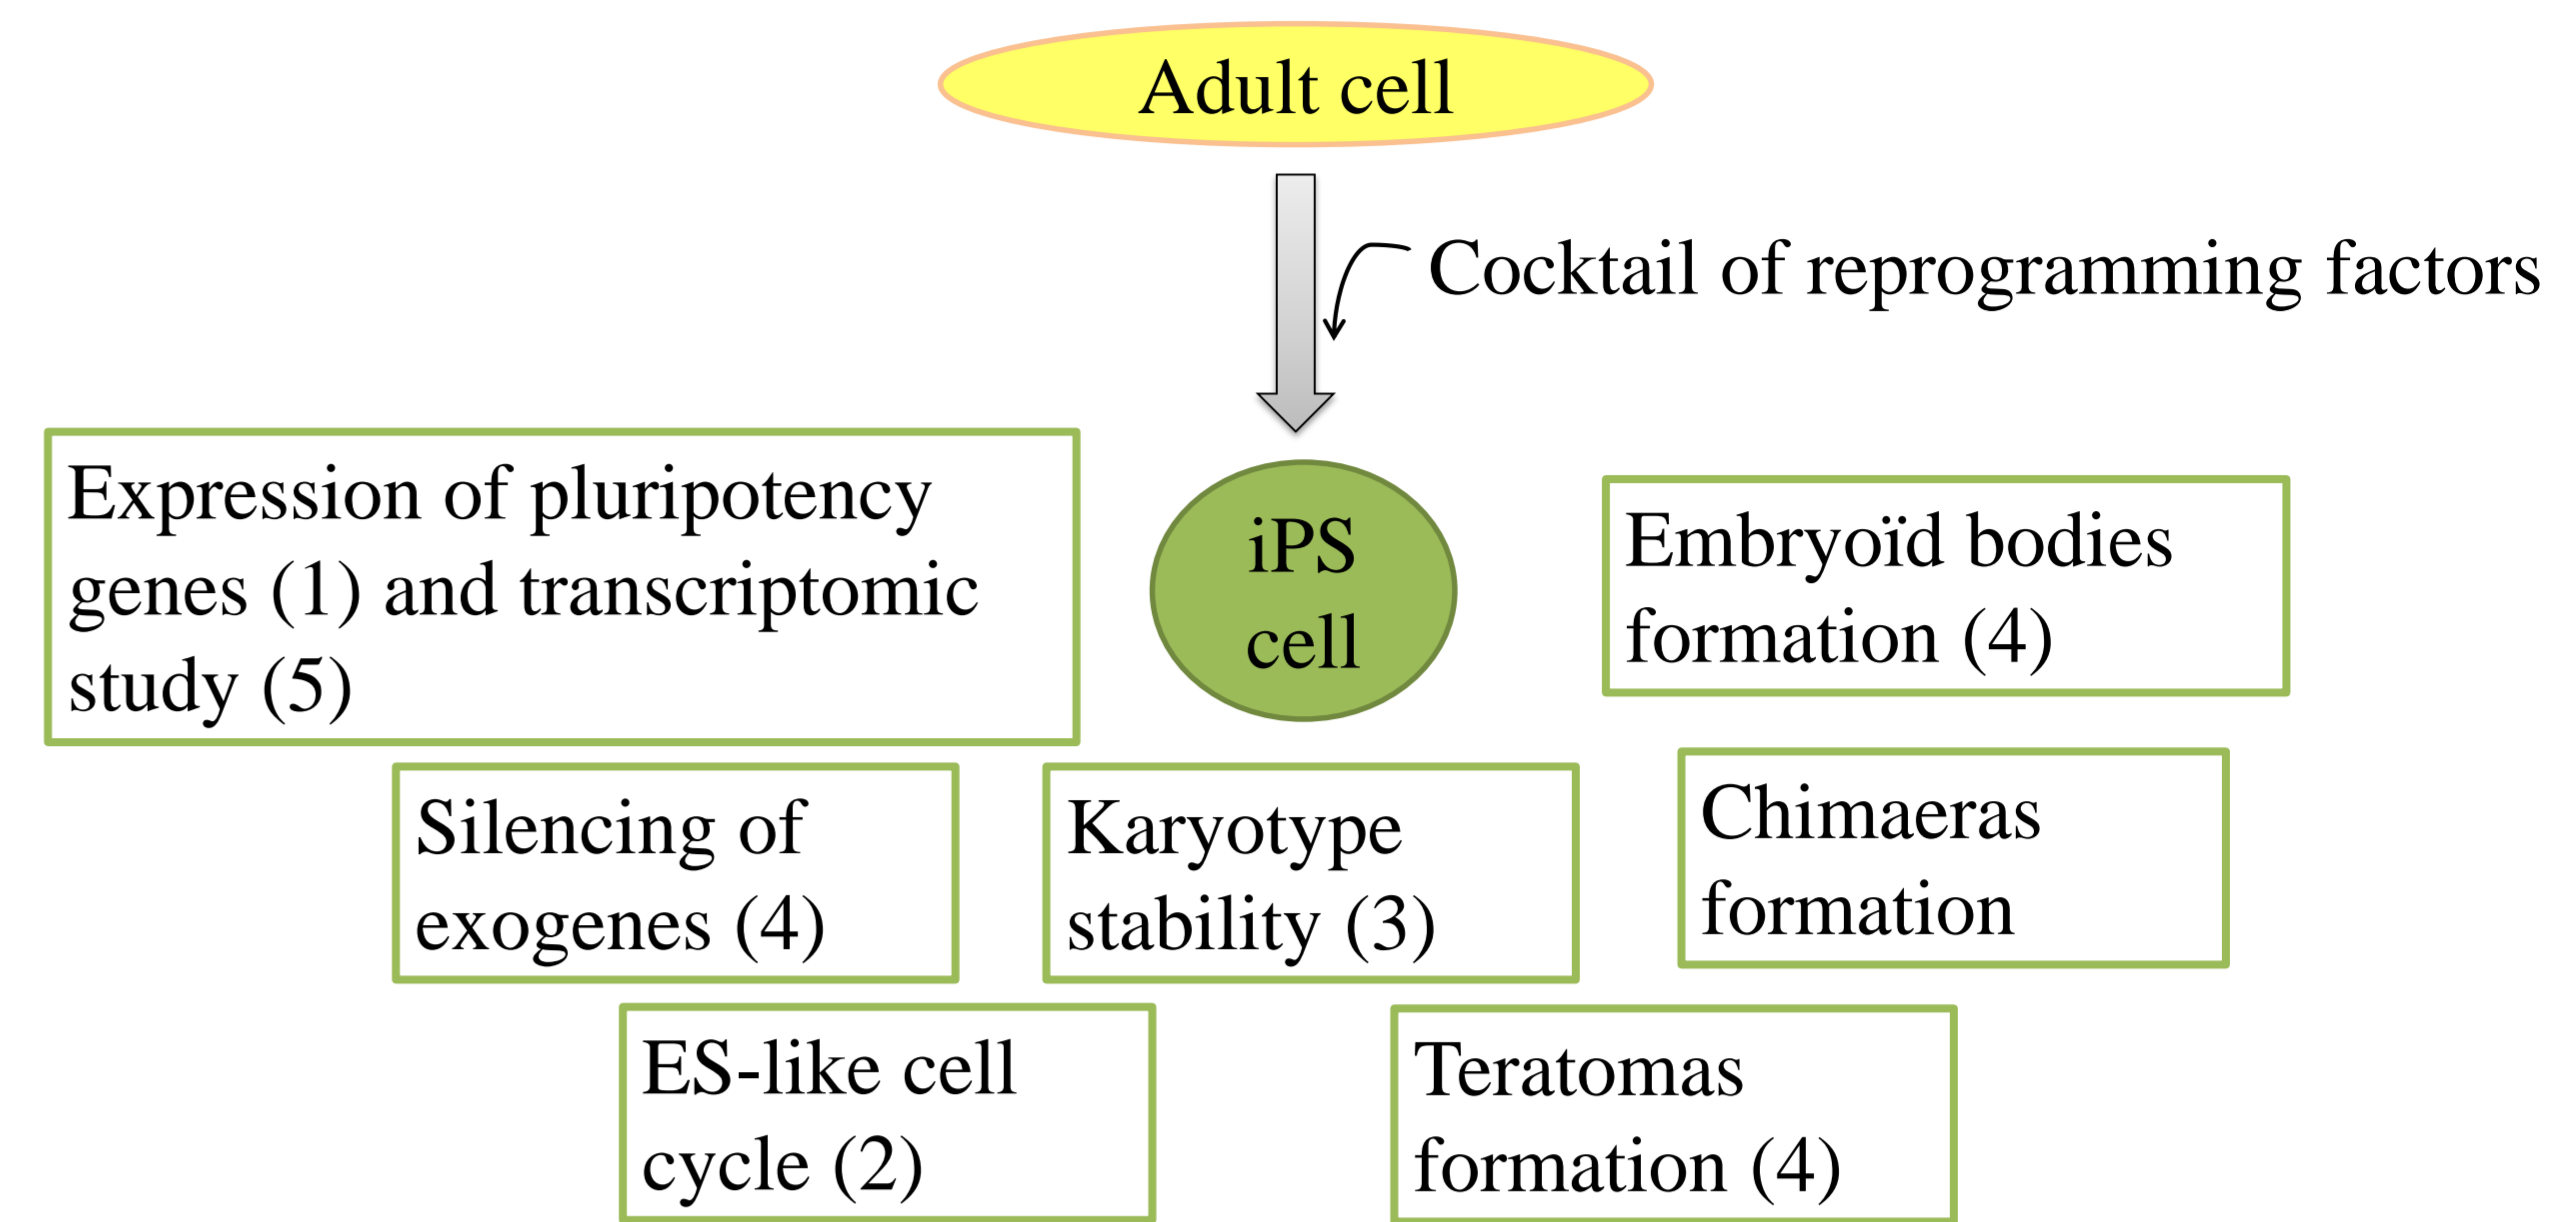 Adult cell
Cocktail of reprogramming factors
Expression of pluripotency
genes (1) and transcriptomic
study (5)
iPS
cell
Embryoïd bodies
formation (4)
Silencing of
exogenes (4)
Karyotype
stability (3)
Chimaeras
formation
ES-like cell
cycle (2)
Teratomas
formation (4)